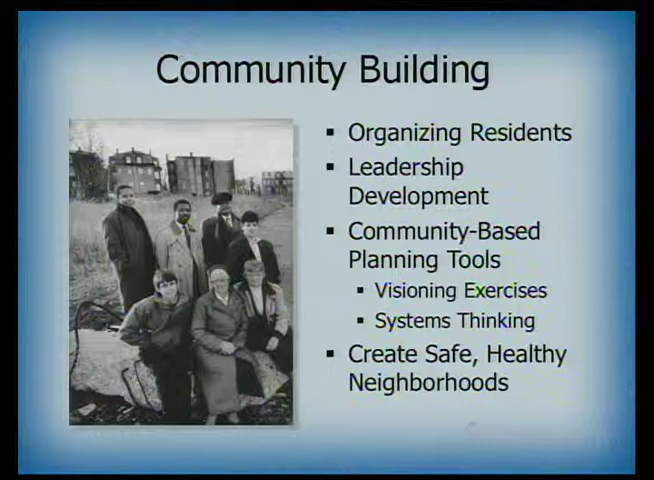 Community Building
▪ Organizing Residents
▪ Leadership
Development
▪ Community-Based
Planning Tools
▪ Visioning Exercises
▪ Systems Thinking
▪ Create Safe, Healthy
Neighborhoods